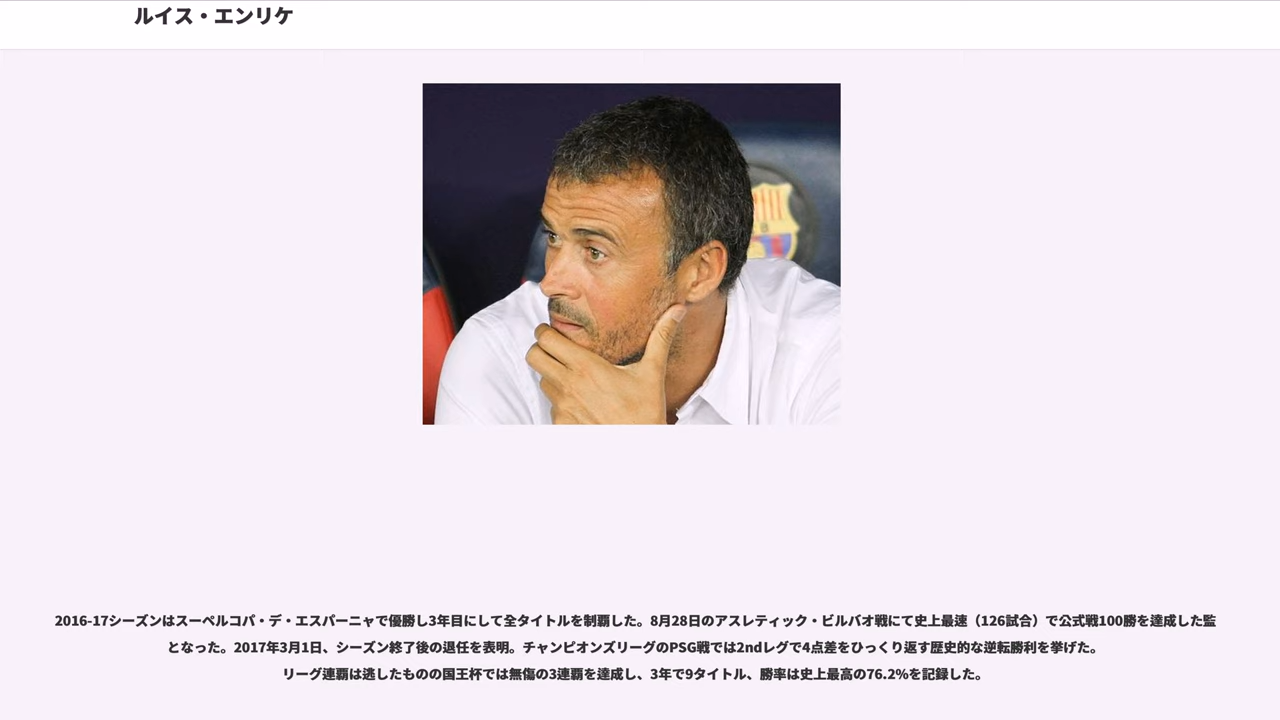 ルイス・エンリケ
2016-17シーズンはスーペルコパ・デ・エスパーニャで優勝し3年目にして全タイトルを制覇した。8月28日のアスレティック・ビルバオ戦にて史上最速（126試合）で公式戦100勝を達成した監
となった。2017年3月1日、シーズン終了後の退任を表明。チャンピオンズリーグのPSG戦では2ndレグで4点差をひっくり返す歴史的な逆転勝利を挙げた。
リーグ連覇は逃したものの国王杯では無傷の3連覇を達成し、3年で9タイトル、勝率は史上最高の76.2%を記録した。